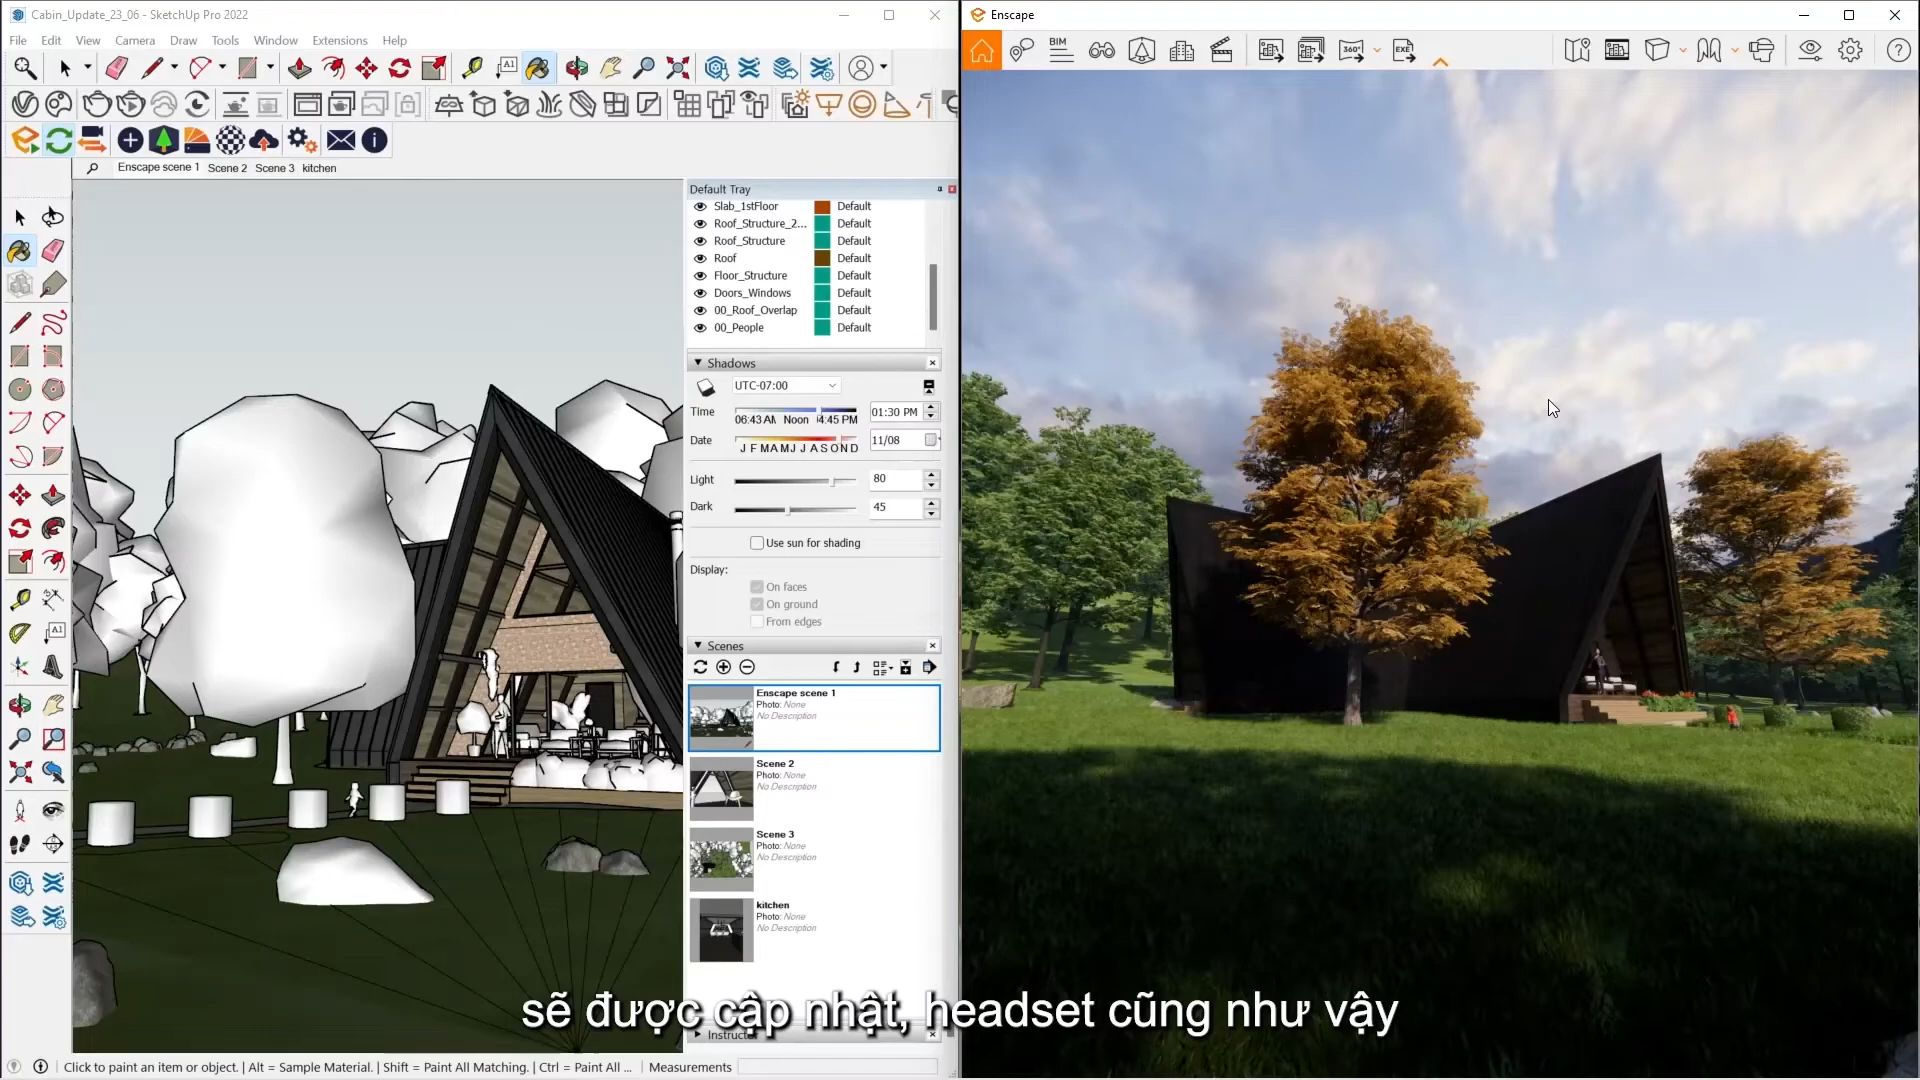 Cabin_Update_23_06 - SketchUp Pro 2022
File Edit View Camera Draw Tools Window Extensions Help
Enscape scene 1 Scene 2 Scene 3 kitchen
Default Tray
Slab_1stFloor Default
Roof_Structure_2... Default
Roof_Structure Default
Roof Default
Floor_Structure Default
Doors_Windows Default
00_Roof_Overlap Default
00_People Default
Shadows
UTC-07:00
Time 01:30 PM
06:43 AM Noon 04:45 PM
Date 11/08
J F M A M J J A S O N D
Light 80
Dark 45
Use sun for shading
Display:
On faces
On ground
From edges
Scenes
Enscape scene 1
Photo: None
No Description
Scene 2
Photo: None
No Description
Scene 3
Photo: None
No Description
kitchen
Photo: None
No Description
Instructor
Click to paint an item or object. | Alt = Sample Material. | Shift = Paint All Matching. | Ctrl = Paint All ... Measurements
Enscape
BIM 360° EXE
sẽ được cập nhật, headset cũng như vậy